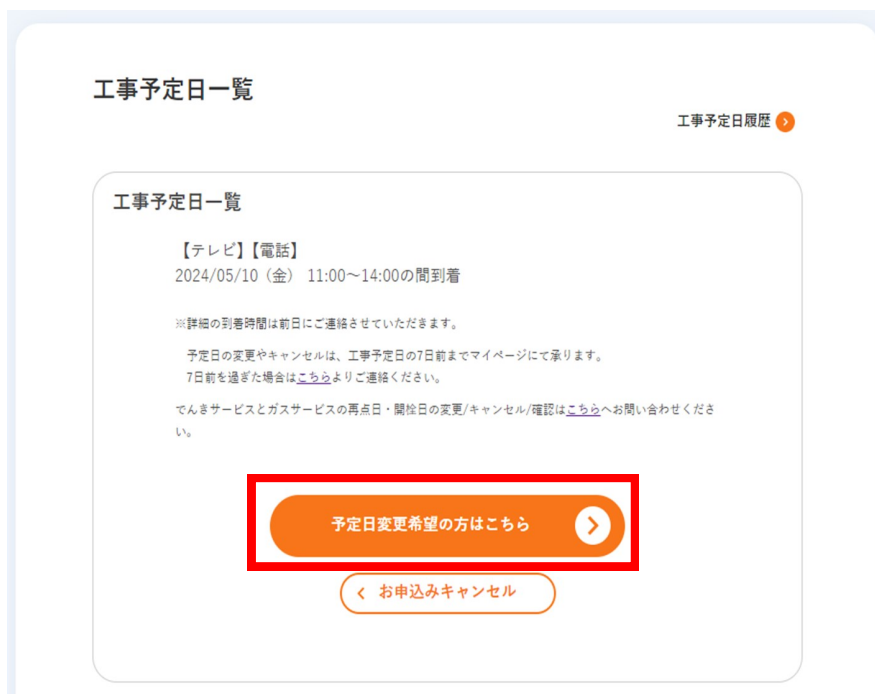 工事予定日一覧
工事予定日履歴
工事予定日一覧
【テレビ】【電話】
2024/05/10（金） 11:00～14:00の間到着
※詳細の到着時間は前日にご連絡させていただきます。
予定日の変更やキャンセルは、工事予定日の7日前までマイページにて承ります。
7日前を過ぎた場合はこちらよりご連絡ください。
でんきサービスとガスサービスの再点日・開栓日の変更/キャンセル/確認はこちらへお問い合わせくださ
い。
予定日変更希望の方はこちら
お申込みキャンセル